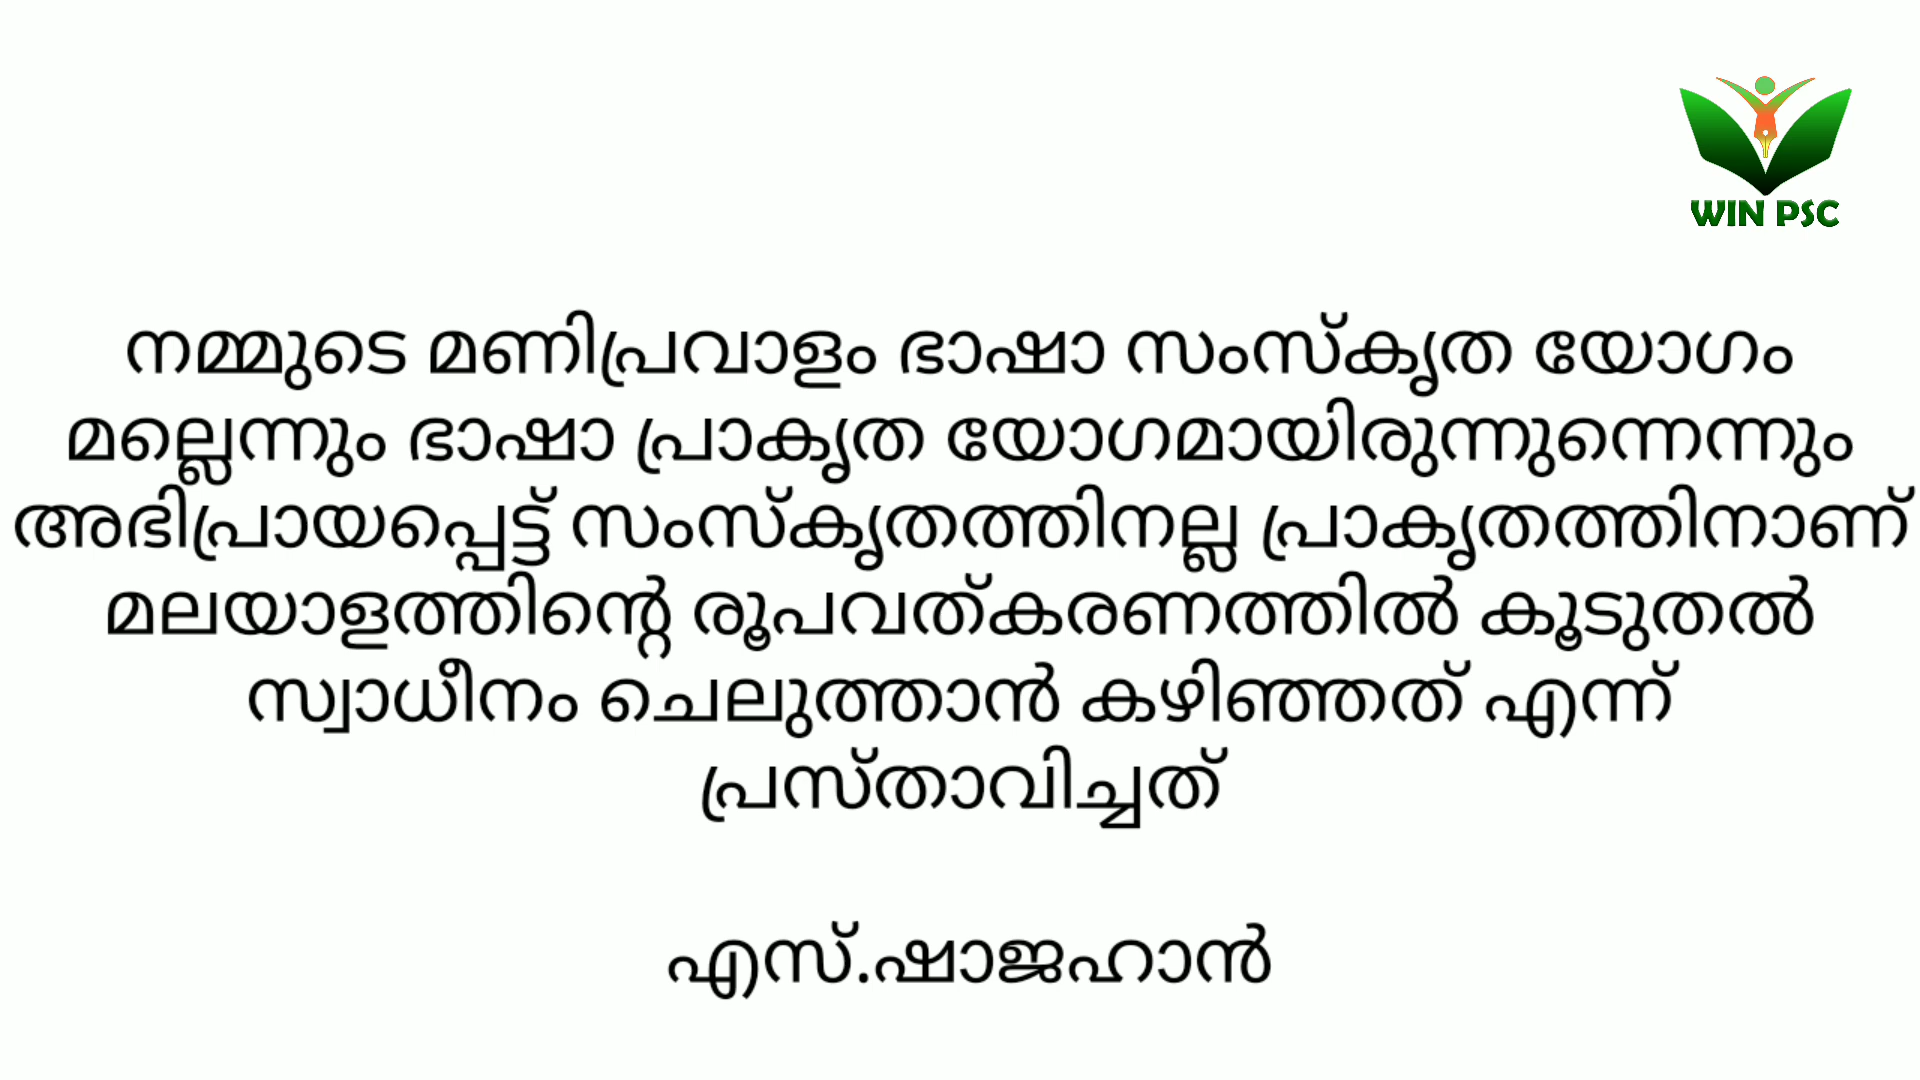 WIN PSC
നമ്മുടെ മണിപ്രവാളം ഭാഷാ സംസ്കൃത യോഗം
മല്ലെന്നും ഭാഷാ പ്രാകൃത യോഗമായിരുന്നുന്നെന്നും
അഭിപ്രായപ്പെട്ട് സംസ്കൃതത്തിനല്ല പ്രാകൃതത്തിനാണ്
മലയാളത്തിന്റെ രൂപവത്കരണത്തിൽ കൂടുതൽ
സ്വാധീനം ചെലുത്താൻ കഴിഞ്ഞത് എന്ന്
പ്രസ്താവിച്ചത്
എസ്.ഷാജഹാൻ